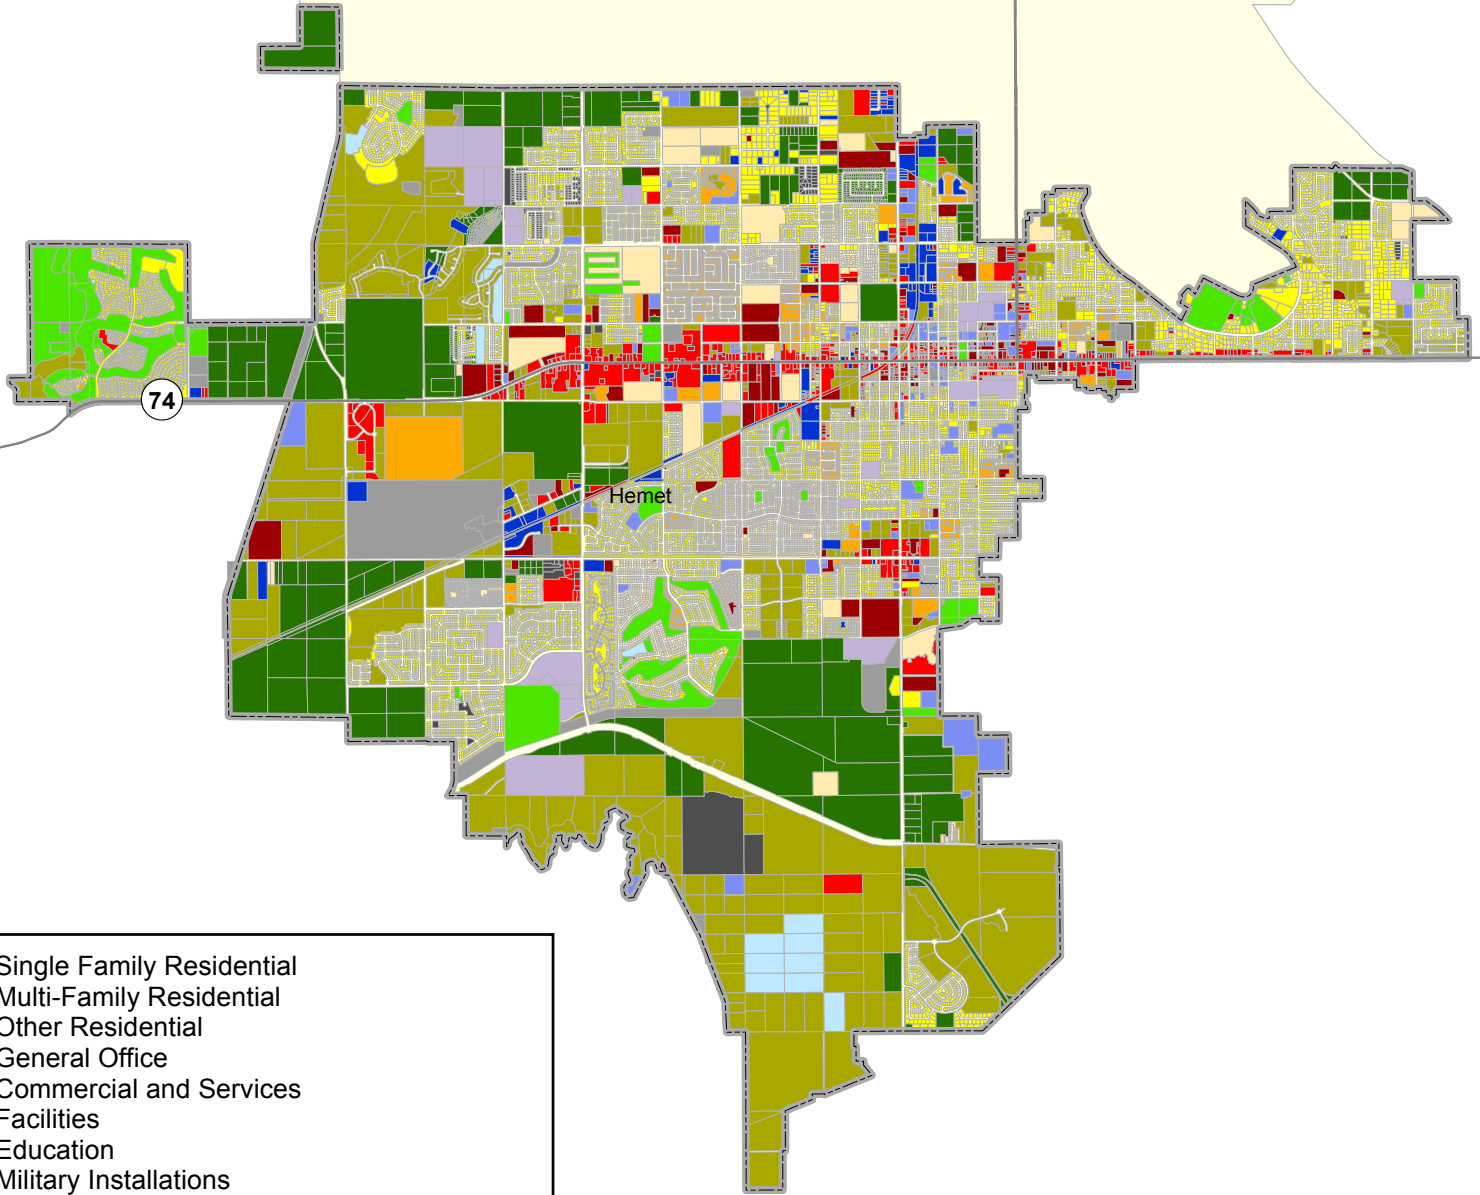 74
Hemet
Single Family Residential
Multi-Family Residential
Other Residential
General Office
Commercial and Services
Facilities
Education
Military Installations